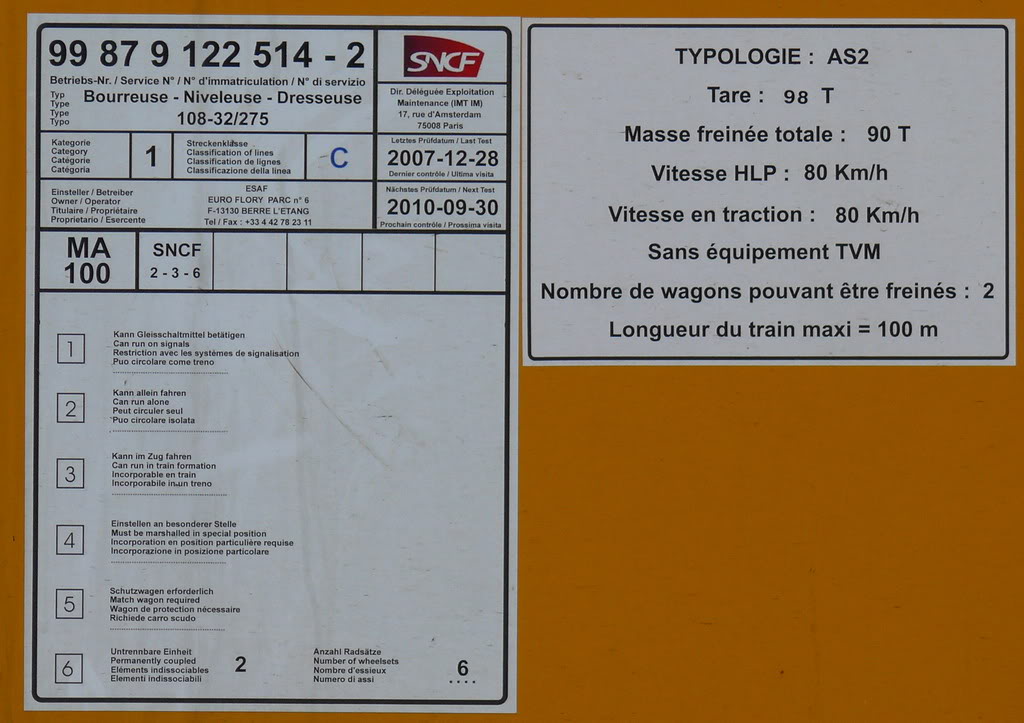 99 87 9 122 514 - 2
Betriebs-Nr. / Service N° / N° d'immatriculation / N° di servizio
Typ
Type
Type
Typo
Bourreuse - Niveleuse - Dresseuse
108-32/275
SNCF
Dir. Déléguée Exploitation
Maintenance (IMT IM)
17, rue d'Amsterdam
75008 Paris
Kategorie
Category
Catégorie
Catégoria
1
Streckenklasse
Classification of lines
Classification de lignes
Classificazione della linea
C
Letztes Prüfdatum / Last Test
2007-12-28
Dernier contrôle / Ultima visita
Einsteller / Betreiber
Owner / Operator
Titulaire / Propriétaire
Proprietario / Esercente
ESAF
EURO FLORY PARC n° 6
F-13130 BERRE L'ETANG
Tel / Fax : +33 4 42 78 23 11
Nächstes Prüfdatum / Next Test
2010-09-30
Prochain contrôle / Prossima visita
MA
100
SNCF
2 - 3 - 6
1
Kann Gleisschaltmittel betätigen
Can run on signals
Restriction avec les systèmes de signalisation
Puo circolare come treno
2
Kann allein fahren
Can run alone
Peut circuler seul
Puo circolare isolata
3
Kann im Zug fahren
Can run in train formation
Incorporable en train
Incorporabile in un treno
4
Einstellen an besonderer Stelle
Must be marshalled in special position
Incorporation en position particulière requise
Incorporazione in posizione particolare
5
Schutzwagen erforderlich
Match wagon required
Wagon de protection nécessaire
Richiede carro scudo
6
Untrennbare Einheit
Permanently coupled
Eléments indissociables
Elementi indissociabili
2
Anzahl Radsätze
Number of wheelsets
Nombre d'essieux
Numero di assi
6
TYPOLOGIE : AS2
Tare : 98 T
Masse freinée totale : 90 T
Vitesse HLP : 80 Km/h
Vitesse en traction : 80 Km/h
Sans équipement TVM
Nombre de wagons pouvant être freinés : 2
Longueur du train maxi = 100 m